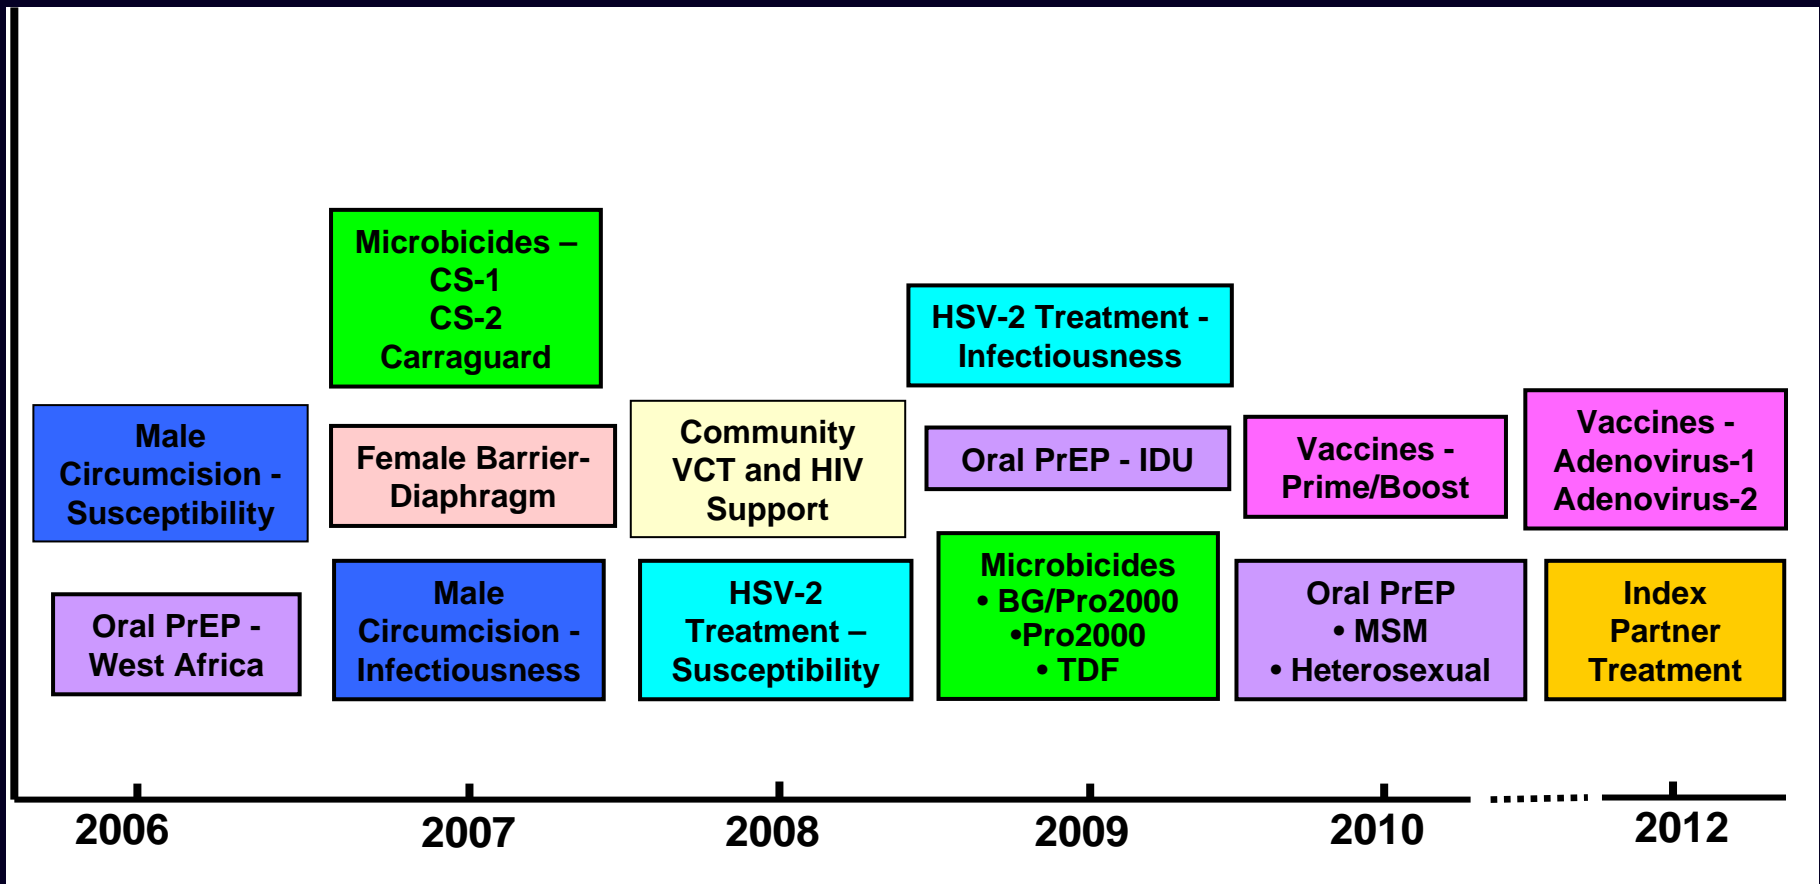 Microbicides –
CS-1
CS-2
Carraguard
HSV-2 Treatment -
Infectiousness
Male
Circumcision -
Susceptibility
Female Barrier-
Diaphragm
Community
VCT and HIV
Support
Oral PrEP - IDU
Vaccines -
Prime/Boost
Vaccines -
Adenovirus-1
Adenovirus-2
Oral PrEP -
West Africa
Male
Circumcision -
Infectiousness
HSV-2
Treatment –
Susceptibility
Microbicides
• BG/Pro2000
•Pro2000
• TDF
Oral PrEP
• MSM
• Heterosexual
Index
Partner
Treatment
2006
2007
2008
2009
2010
2012